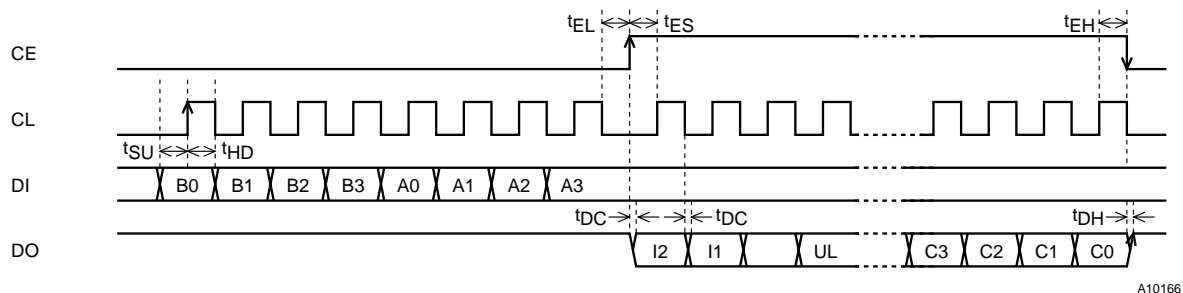 tEL tES tEH
CE
CL
tSU tHD
DI B0 B1 B2 B3 A0 A1 A2 A3
tDC tDC tDH
DO I2 I1 UL C3 C2 C1 C0
A10166